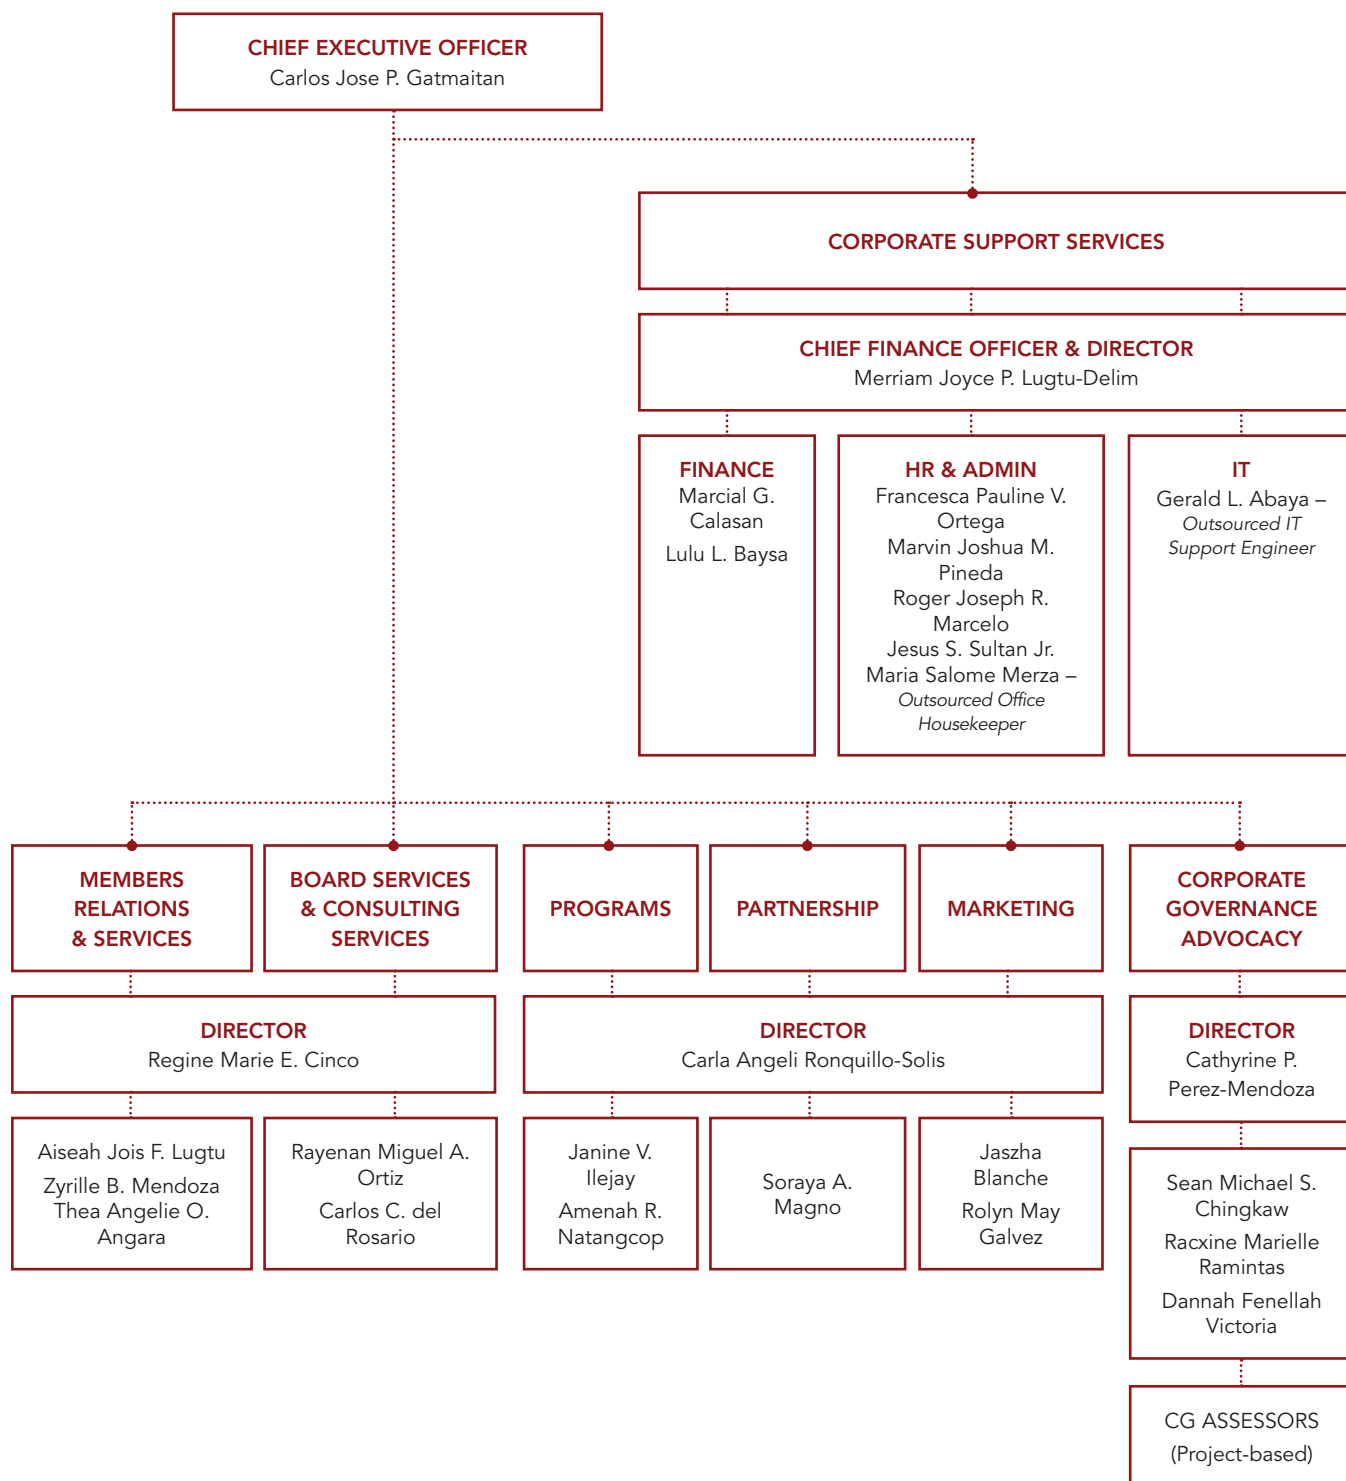 CHIEF EXECUTIVE OFFICER
Carlos Jose P. Gatmaitan
CORPORATE SUPPORT SERVICES
CHIEF FINANCE OFFICER & DIRECTOR
Merriam Joyce P. Lugtu-Delim
FINANCE
Marcial G.
Calasan
Lulu L. Baysa
HR & ADMIN
Francesca Pauline V.
Ortega
Marvin Joshua M.
Pineda
Roger Joseph R.
Marcelo
Jesus S. Sultan Jr.
Maria Salome Merza –
Outsourced Office
Housekeeper
IT
Gerald L. Abaya –
Outsourced IT
Support Engineer
MEMBERS
RELATIONS
& SERVICES
BOARD SERVICES
& CONSULTING
SERVICES
PROGRAMS
PARTNERSHIP
MARKETING
CORPORATE
GOVERNANCE
ADVOCACY
DIRECTOR
Regine Marie E. Cinco
DIRECTOR
Carla Angeli Ronquillo-Solis
DIRECTOR
Cathyrine P.
Perez-Mendoza
Aiseah Jois F. Lugtu
Zyrille B. Mendoza
Thea Angelie O.
Angara
Rayenan Miguel A.
Ortiz
Carlos C. del
Rosario
Janine V.
Ilejay
Amenah R.
Natangcop
Soraya A.
Magno
Jaszha
Blanche
Rolyn May
Galvez
Sean Michael S.
Chingkaw
Racxine Marielle
Ramintas
Dannah Fenellah
Victoria
CG ASSESSORS
(Project-based)